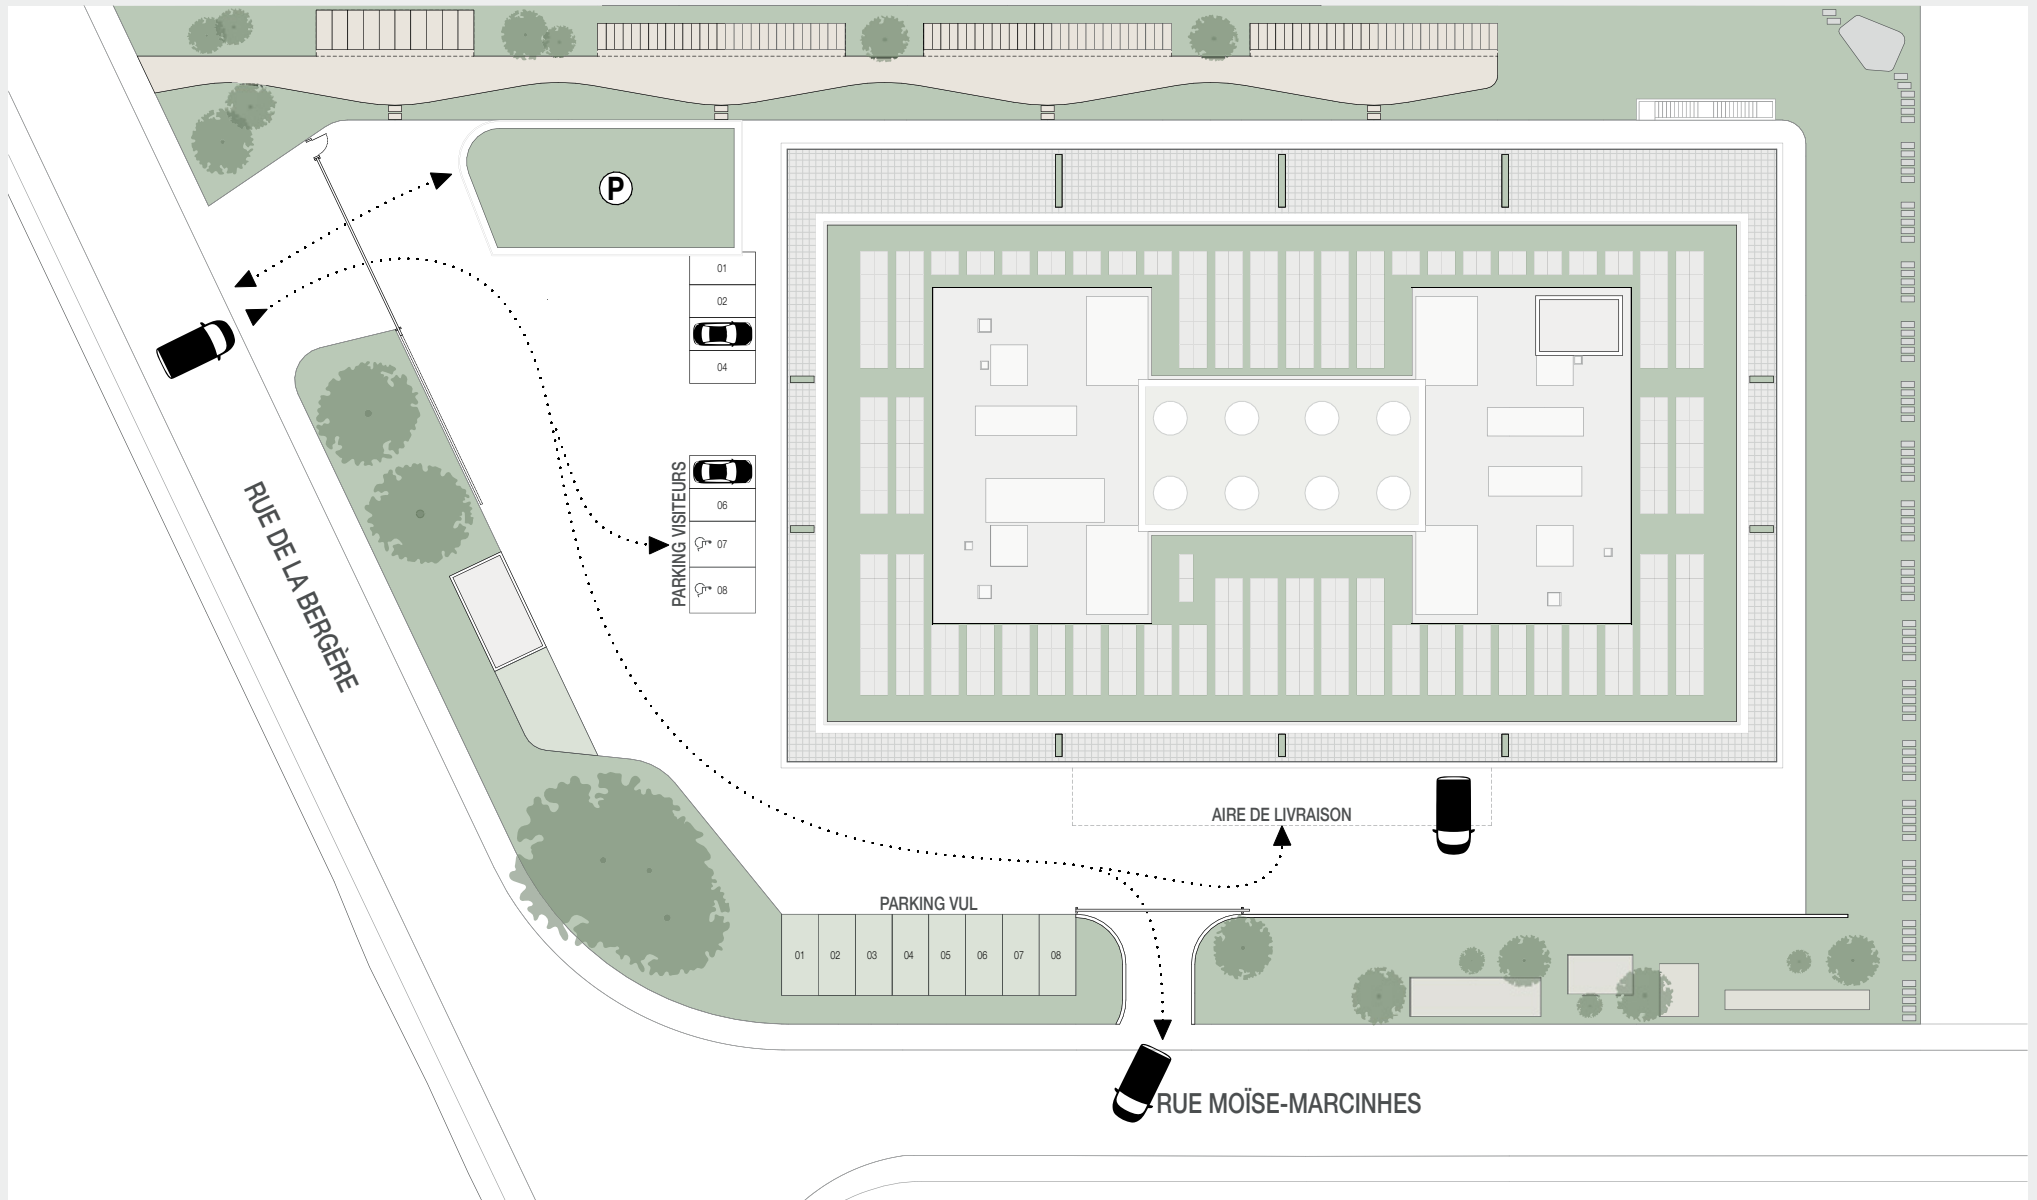 P
01
02
04
PARKING VISITEURS
06
07
08
RUE DE LA BERGÈRE
AIRE DE LIVRAISON
PARKING VUL
01 02 03 04 05 06 07 08
RUE MOÏSE-MARCINHES